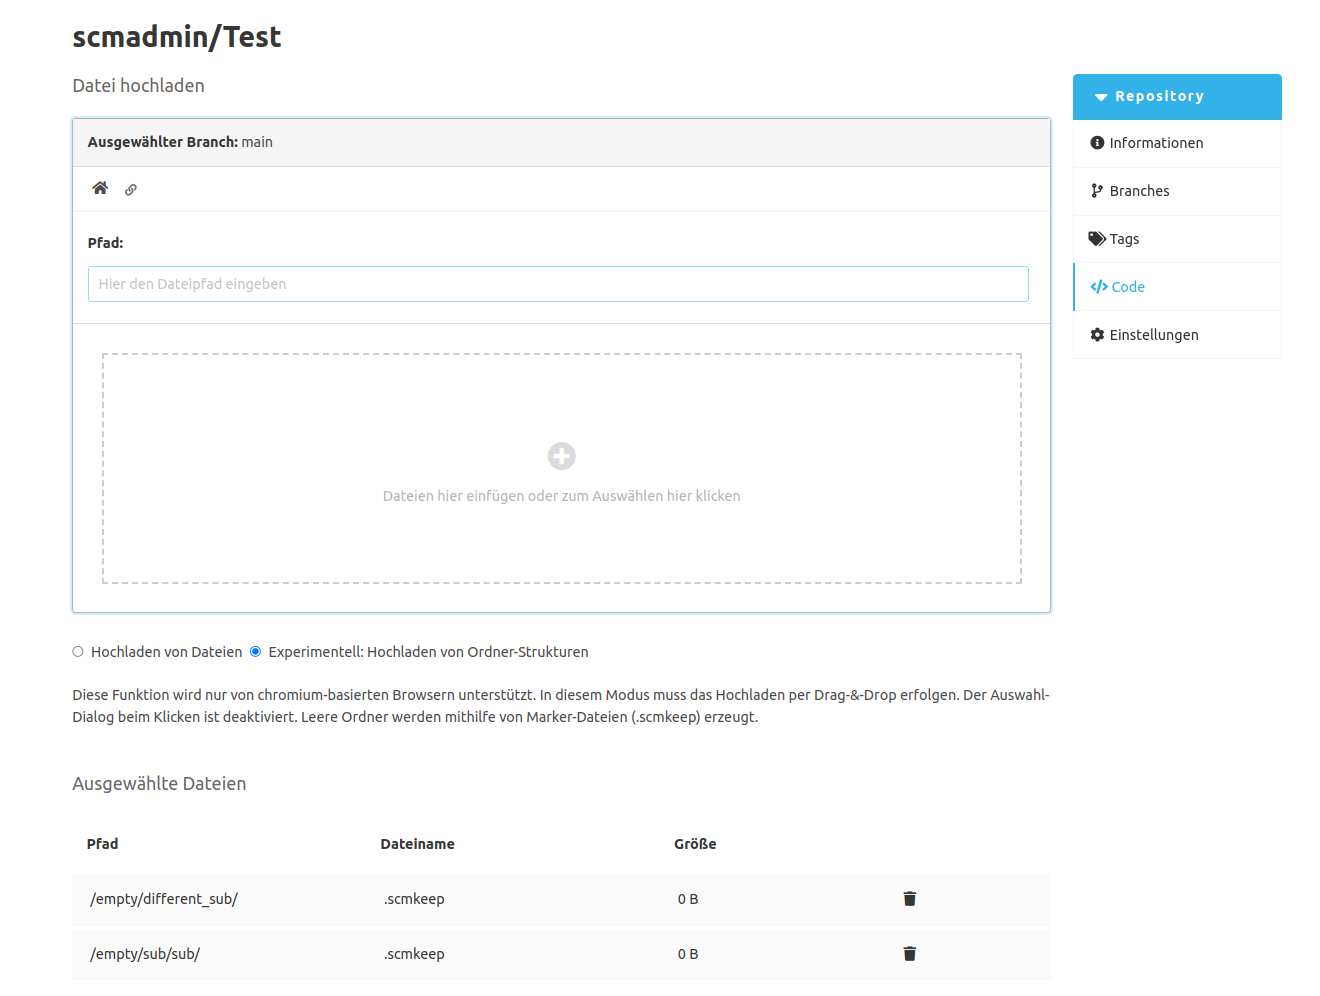 scmadmin/Test
Datei hochladen
Ausgewählter Branch: main
Pfad:
Hier den Dateipfad eingeben
Dateien hier einfügen oder zum Auswählen hier klicken
Hochladen von Dateien Experimentell: Hochladen von Ordner-Strukturen
Diese Funktion wird nur von chromium-basierten Browsern unterstützt. In diesem Modus muss das Hochladen per Drag-&-Drop erfolgen. Der Auswahl-
Dialog beim Klicken ist deaktiviert. Leere Ordner werden mithilfe von Marker-Dateien (.scmkeep) erzeugt.
Ausgewählte Dateien
Pfad Dateiname Größe
/empty/different_sub/ .scmkeep 0 B
/empty/sub/sub/ .scmkeep 0 B
Repository
Informationen
Branches
Tags
Code
Einstellungen